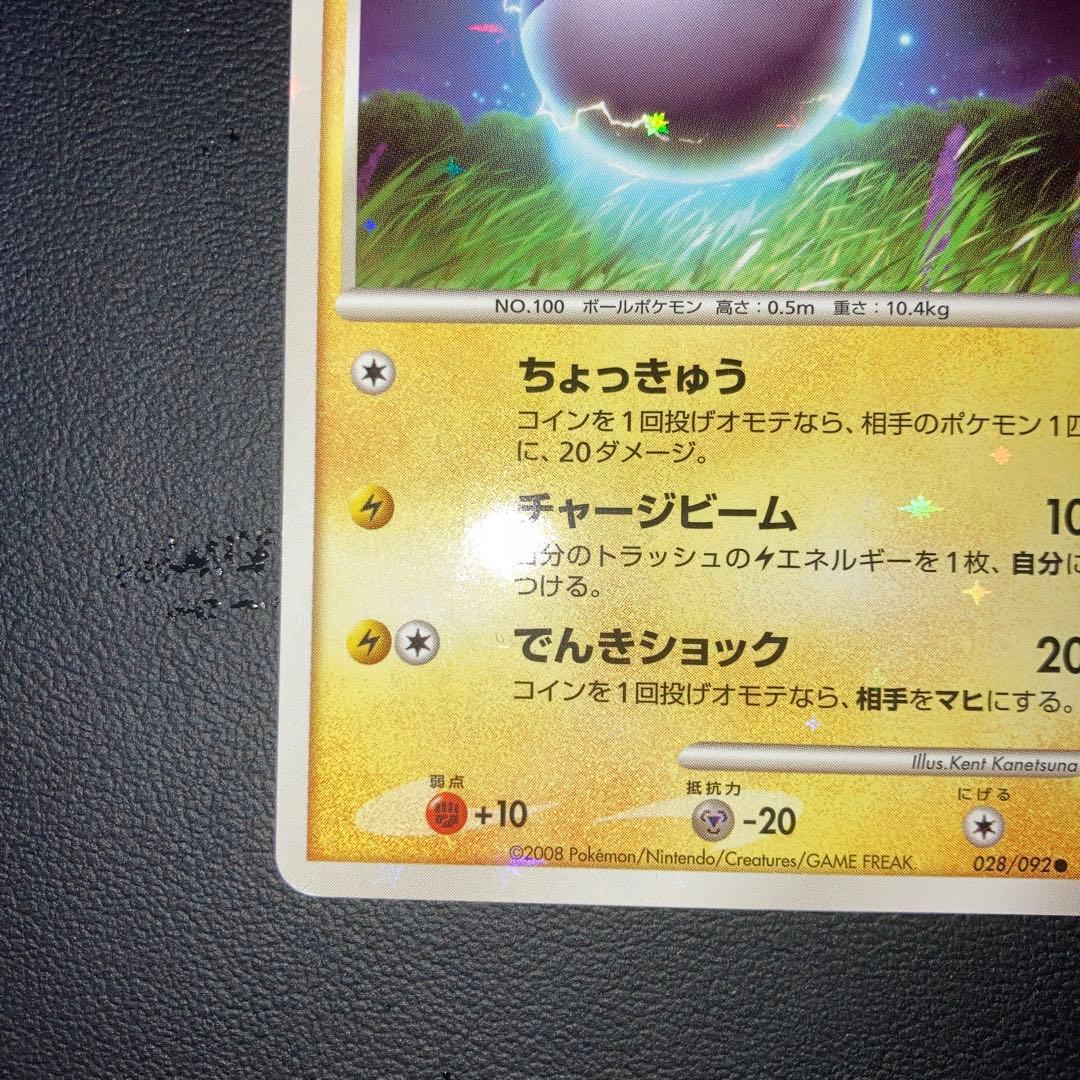 NO.100 ボールポケモン 高さ：0.5m 重さ：10.4kg
ちょっきゅう
コインを1回投げオモテなら、相手のポケモン1匹
に、20ダメージ。
チャージビーム 10
自分のトラッシュのエネルギーを1枚、自分に
つける。
でんきショック 20
コインを1回投げオモテなら、相手をマヒにする。
Illus.Kent Kanetsuna
弱点 抵抗力 にげる
+10 -20
©2008 Pokémon/Nintendo/Creatures/GAME FREAK. 028/092●